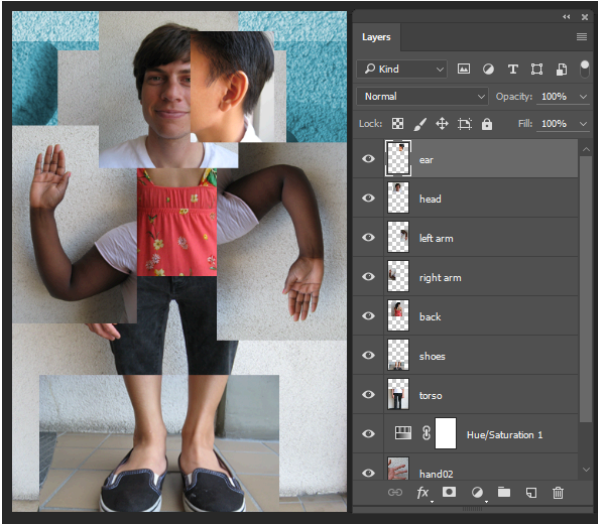 Layers
Kind
Normal Opacity: 100%
Lock: Fill: 100%
ear
head
left arm
right arm
back
shoes
torso
Hue/Saturation 1
hand02
fx